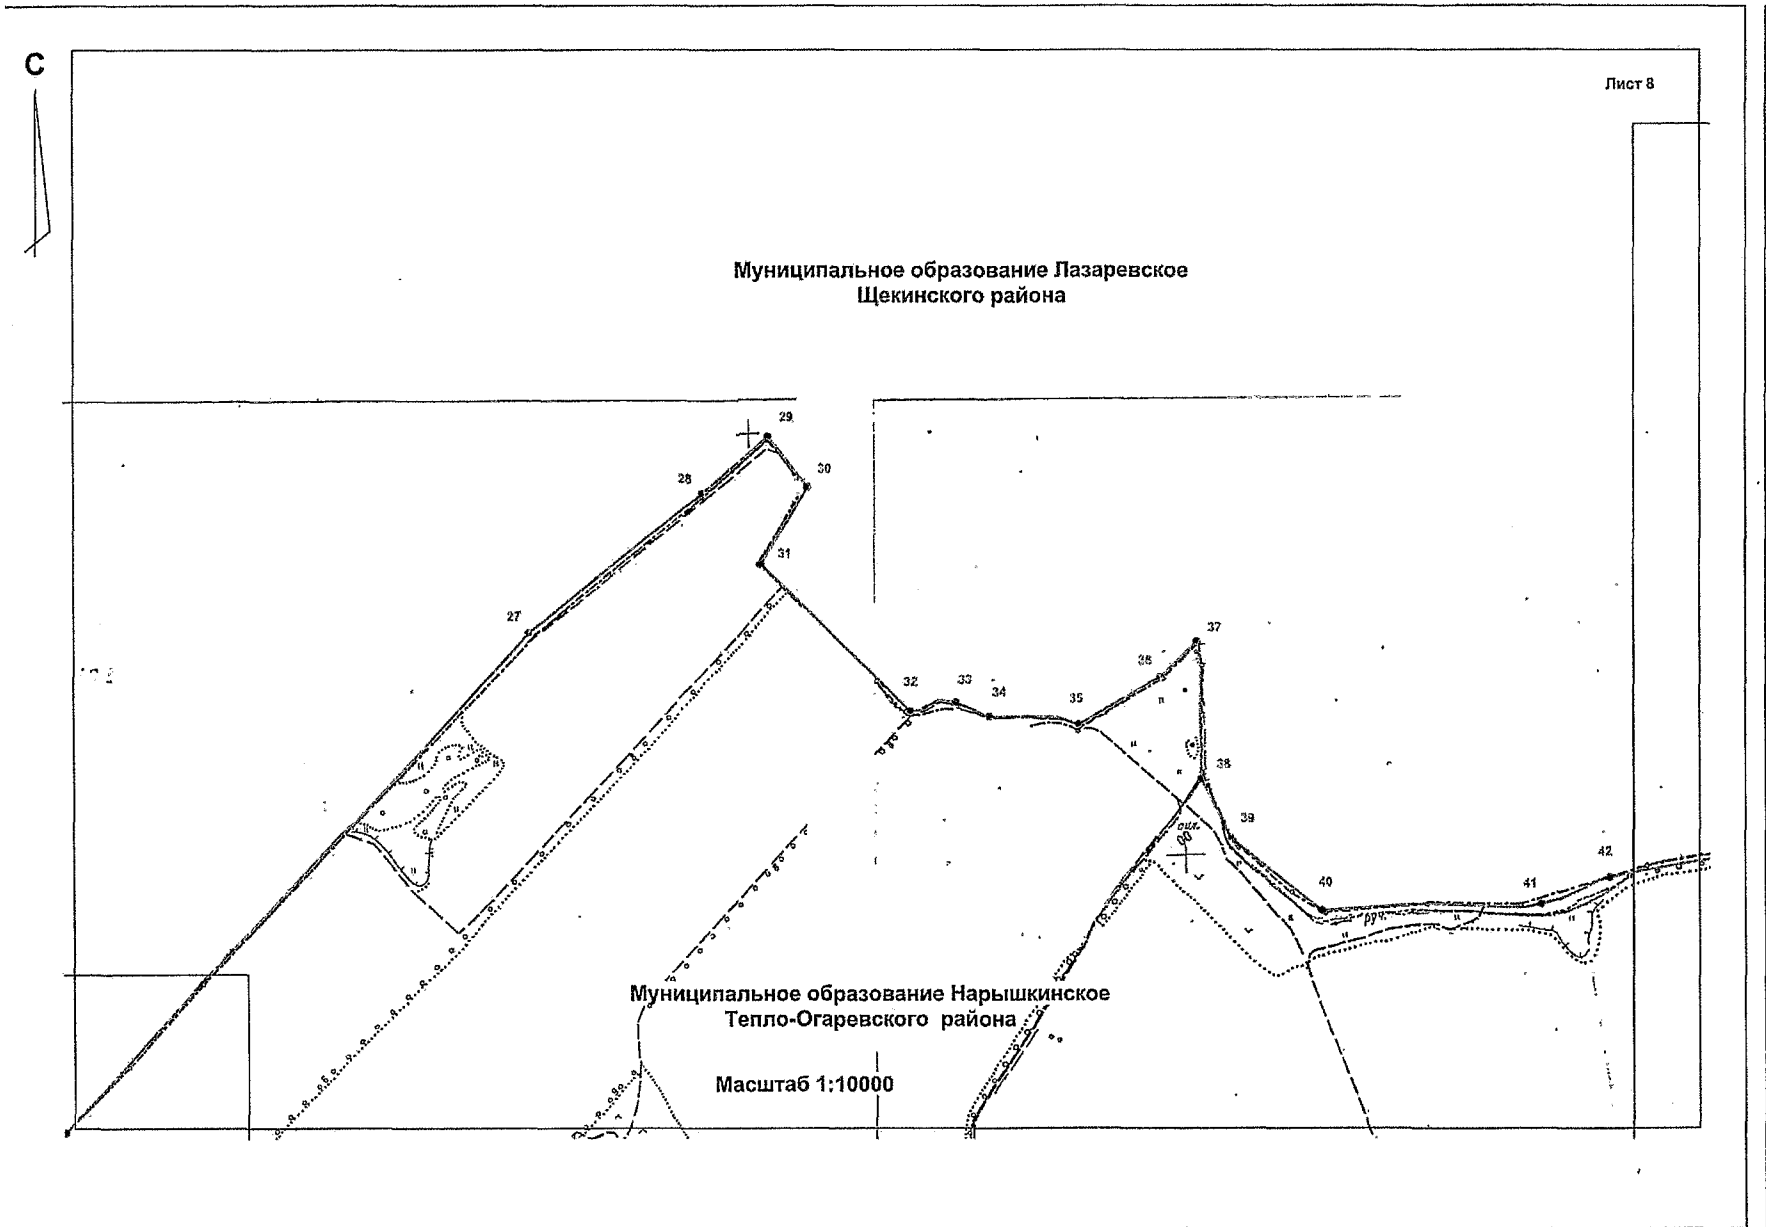 С
Лист 8
Муниципальное образование Лазаревское
Щекинского района
29
30
28
31
27
37
36
32
33
34
35
38
39
сил.
42
40
41
руч.
Муниципальное образование Нарышкинское
Тепло-Огаревского района
Масштаб 1:10000